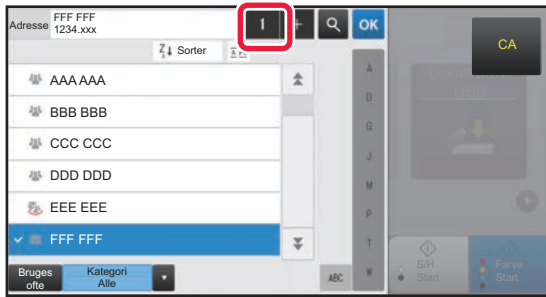 Adresse
FFF FFF
1234.xxx
1
+
OK
CA
Sorter
AAA AAA
BBB BBB
CCC CCC
DDD DDD
EEE EEE
FFF FFF
A
D
G
J
M
P
T
W
ABC
Bruges
ofte
Kategori
Alle
USB
S/H
Start
Farve
Start